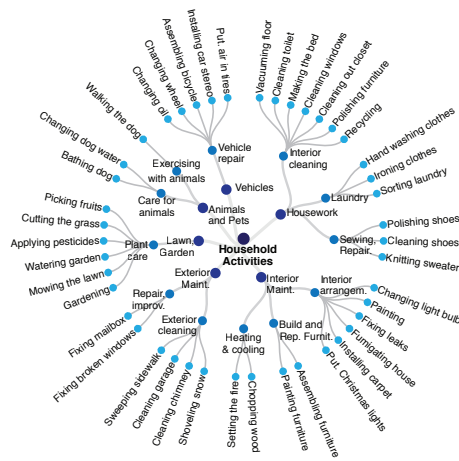 Household
Activities
Vehicles
Vehicle
repair
Changing oil
Changing wheel
Assembling bicycle
Installing car stereo
Put. air in tires
Housework
Interior
cleaning
Vacuuming floor
Cleaning toilet
Making the bed
Cleaning windows
Cleaning out closet
Polishing furniture
Recycling
Laundry
Hand washing clothes
Ironing clothes
Sorting laundry
Sewing,
Repair.
Polishing shoes
Cleaning shoes
Knitting sweater
Interior
Maint.
Interior
arrangem.
Changing light bulb
Painting
Fixing leaks
Fumigating house
Installing carpet
Put. Christmas lights
Build and
Rep. Furnit.
Assembling furniture
Painting furniture
Heating
& cooling
Chopping wood
Setting the fire
Exterior
Maint.
Exterior
cleaning
Shoveling snow
Cleaning chimney
Cleaning garage
Sweeping sidewalk
Repair,
improv.
Fixing broken windows
Fixing mailbox
Lawn,
Garden
Plant
care
Gardening
Mowing the lawn
Watering garden
Applying pesticides
Cutting the grass
Picking fruits
Animals
and Pets
Care for
animals
Bathing dog
Changing dog water
Exercising
with animals
Walking the dog